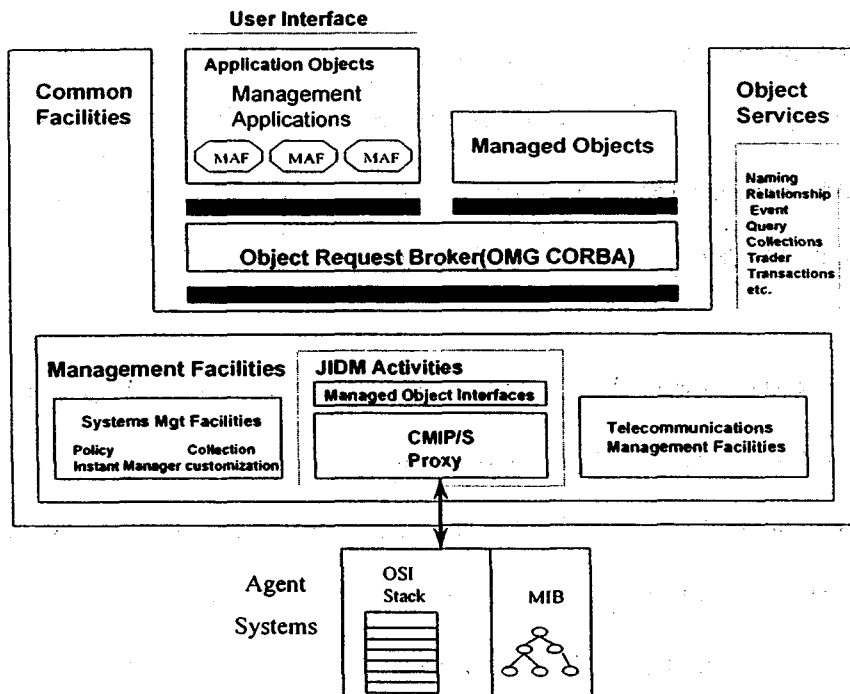 User Interface
Application Objects
Management
Applications
MAF MAF MAF
Common
Facilities
Managed Objects
Object
Services
Naming
Relationship
Event
Query
Collections
Trader
Transactions
etc.
Object Request Broker(OMG CORBA)
Management Facilities
Systems Mgt Facilities
Policy Collection
Instant Manager customization
JIDM Activities
Managed Object Interfaces
CMIP/S
Proxy
Telecommunications
Management Facilities
Agent
Systems
OSI
Stack
MIB